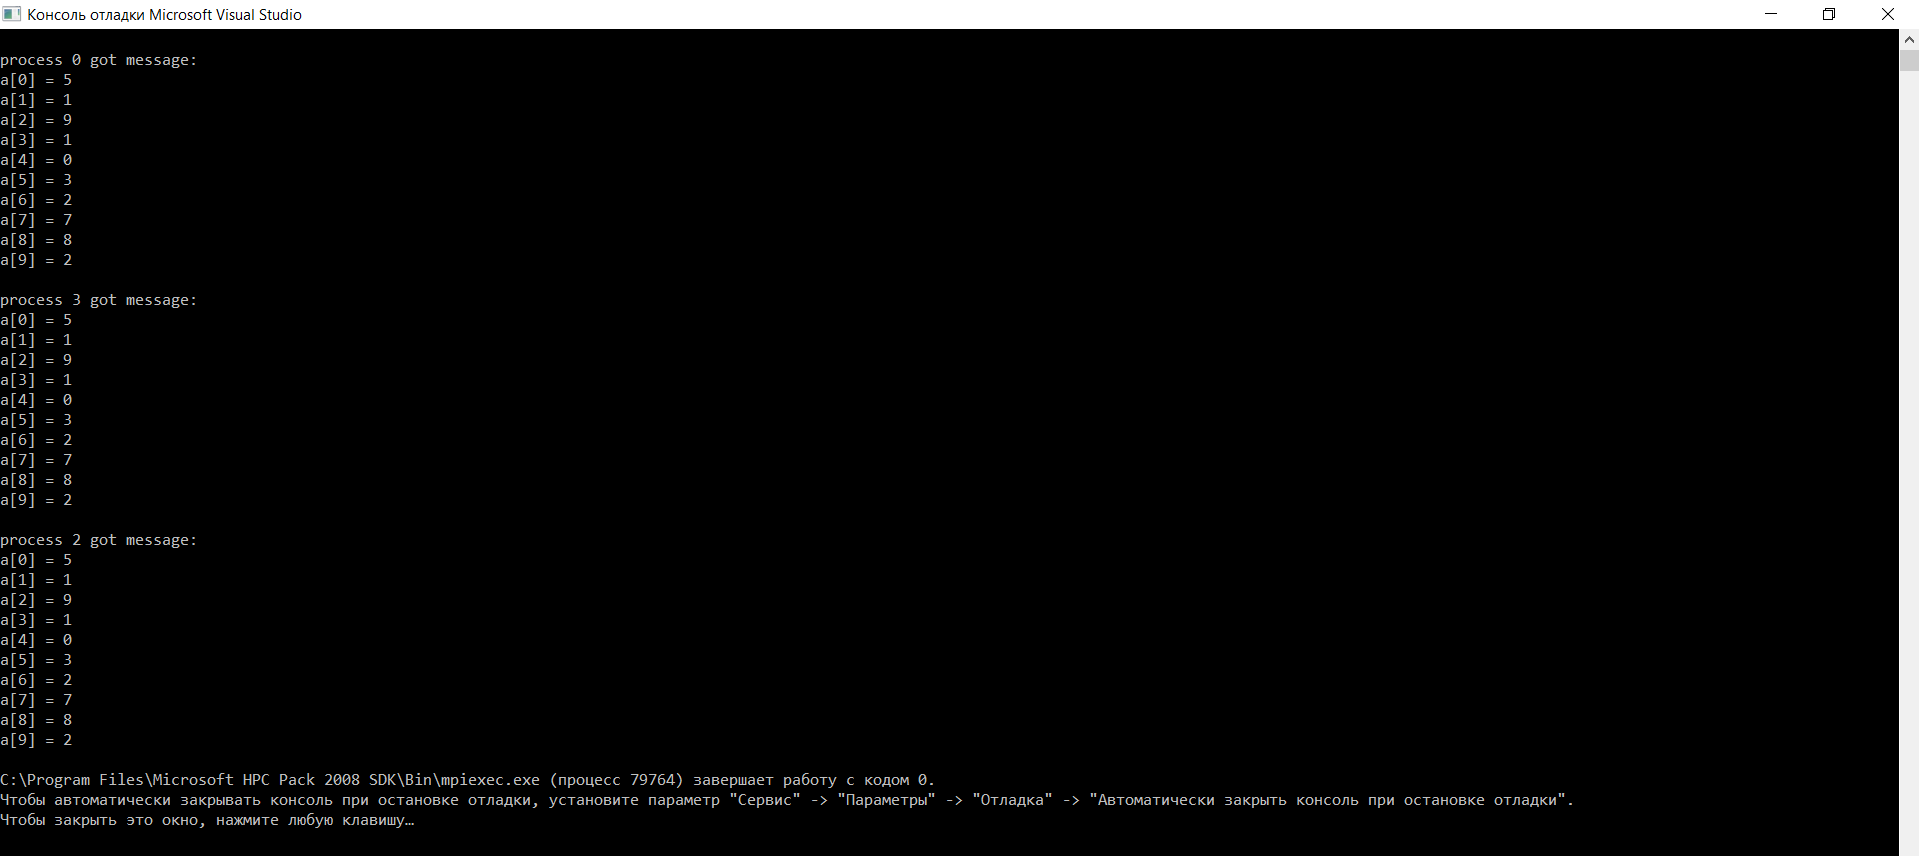 Консоль отладки Microsoft Visual Studio
process 0 got message:
a[0] = 5
a[1] = 1
a[2] = 9
a[3] = 1
a[4] = 0
a[5] = 3
a[6] = 2
a[7] = 7
a[8] = 8
a[9] = 2
process 3 got message:
a[0] = 5
a[1] = 1
a[2] = 9
a[3] = 1
a[4] = 0
a[5] = 3
a[6] = 2
a[7] = 7
a[8] = 8
a[9] = 2
process 2 got message:
a[0] = 5
a[1] = 1
a[2] = 9
a[3] = 1
a[4] = 0
a[5] = 3
a[6] = 2
a[7] = 7
a[8] = 8
a[9] = 2
C:\Program Files\Microsoft HPC Pack 2008 SDK\Bin\mpiexec.exe (процесс 79764) завершает работу с кодом 0.
Чтобы автоматически закрывать консоль при остановке отладки, установите параметр "Сервис" -> "Параметры" -> "Отладка" -> "Автоматически закрыть консоль при остановке отладки".
Чтобы закрыть это окно, нажмите любую клавишу…